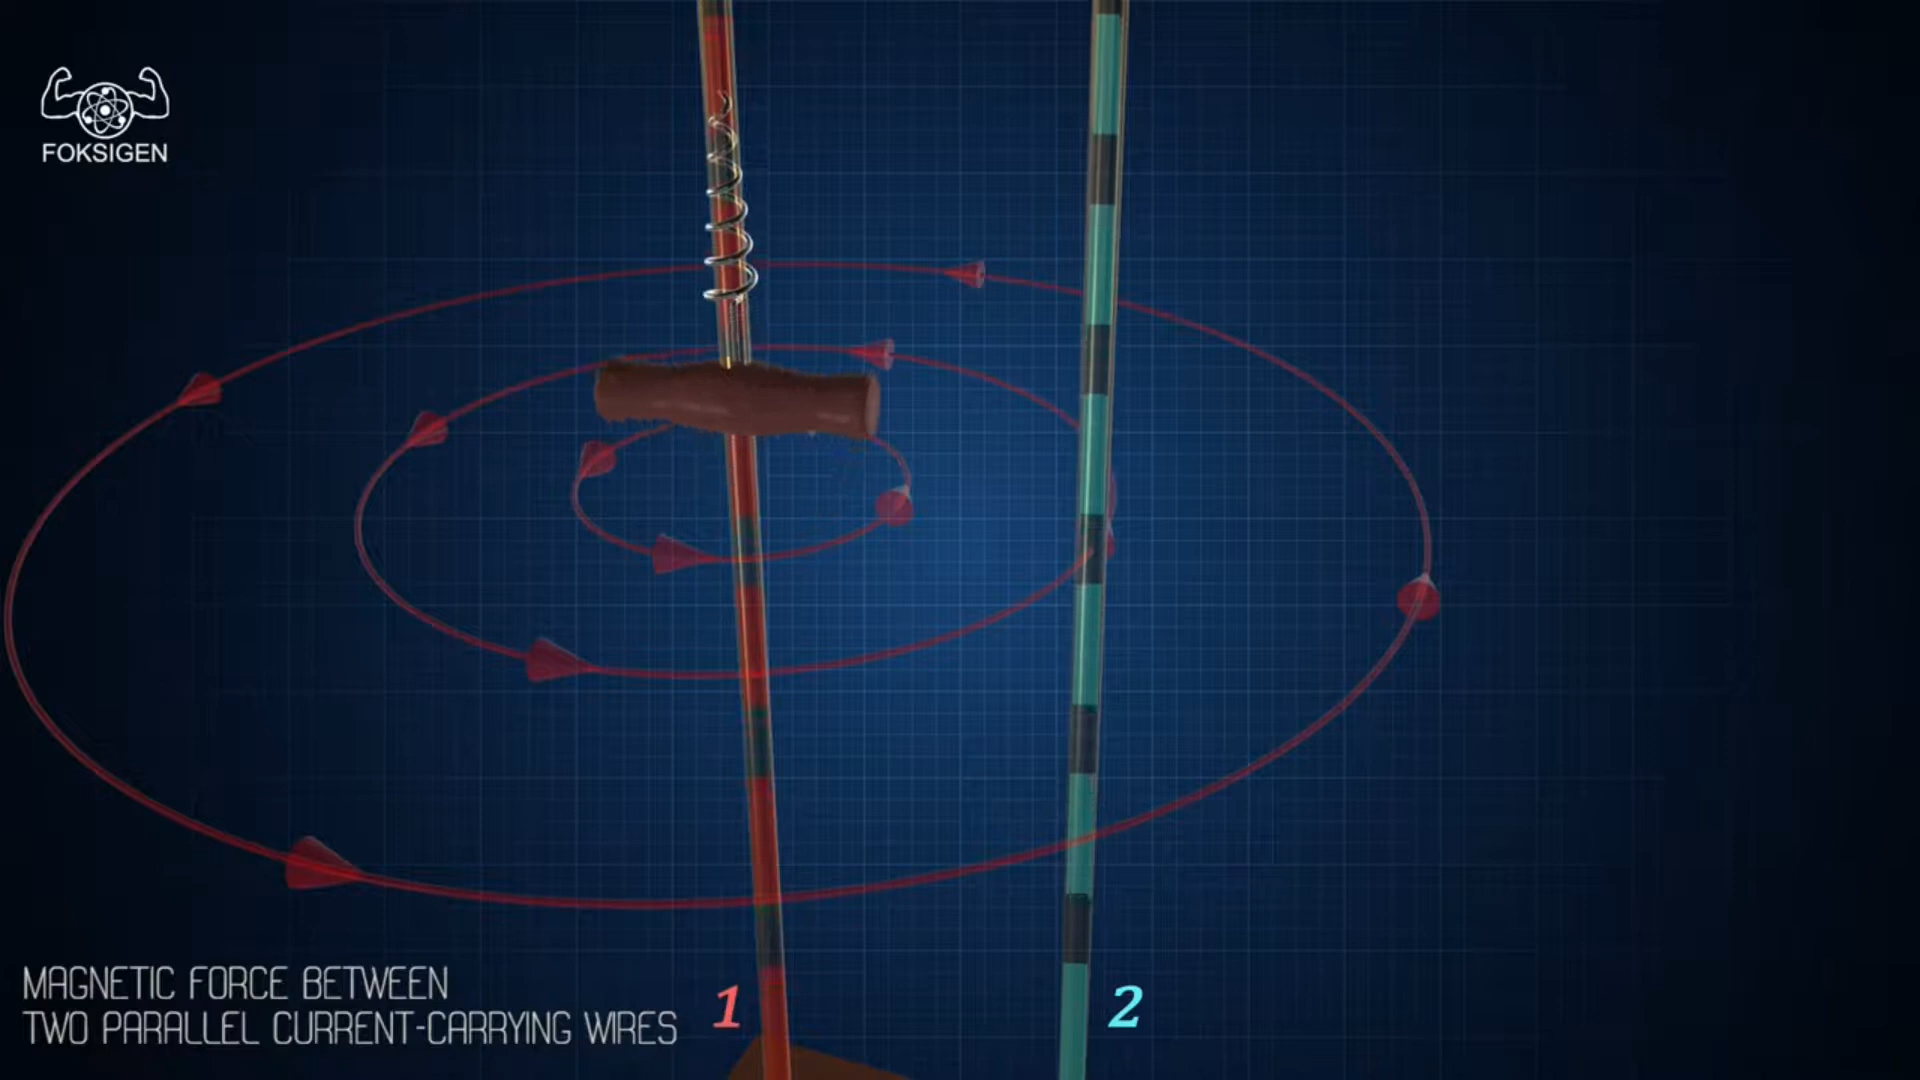 FOKSIGEN
MAGNETIC FORCE BETWEEN
TWO PARALLEL CURRENT-CARRYING WIRES
1
2